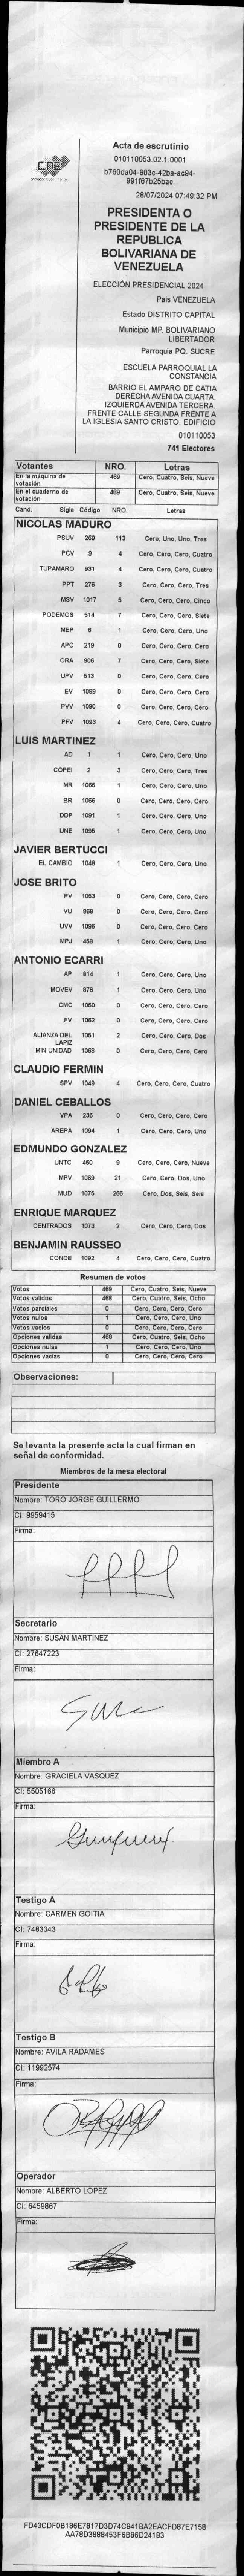 CNE
Acta de escrutinio
010110053.02.1.0001
b760da04-903c-42ba-ac94-
991f67b25bac
28/07/2024 07:49:32 PM
PRESIDENTA O
PRESIDENTE DE LA
REPUBLICA
BOLIVARIANA DE
VENEZUELA
ELECCIÓN PRESIDENCIAL 2024
Pais VENEZUELA
Estado DISTRITO CAPITAL
Municipio MP. BOLIVARIANO
LIBERTADOR
Parroquia PQ. SUCRE
ESCUELA PARROQUIAL LA
CONSTANCIA
BARRIO EL AMPARO DE CATIA
DERECHA AVENIDA CUARTA.
IZQUIERDA AVENIDA TERCERA.
FRENTE CALLE SEGUNDA FRENTE A
LA IGLESIA SANTO CRISTO. EDIFICIO
010110053
741 Electores
Votantes NRO. Letras
En la máquina de votación 469 Cero, Cuatro, Seis, Nueve
En el cuaderno de votación 469 Cero, Cuatro, Seis, Nueve
Cand. Sigla Código NRO. Letras
NICOLAS MADURO
PSUV 269 113 Cero, Uno, Uno, Tres
PCV 9 4 Cero, Cero, Cero, Cuatro
TUPAMARO 931 4 Cero, Cero, Cero, Cuatro
PPT 276 3 Cero, Cero, Cero, Tres
MSV 1017 5 Cero, Cero, Cero, Cinco
PODEMOS 514 7 Cero, Cero, Cero, Siete
MEP 6 1 Cero, Cero, Cero, Uno
APC 219 0 Cero, Cero, Cero, Cero
ORA 906 7 Cero, Cero, Cero, Siete
UPV 513 0 Cero, Cero, Cero, Cero
EV 1089 0 Cero, Cero, Cero, Cero
PVV 1090 0 Cero, Cero, Cero, Cero
PFV 1093 4 Cero, Cero, Cero, Cuatro
LUIS MARTINEZ
AD 1 1 Cero, Cero, Cero, Uno
COPEI 2 3 Cero, Cero, Cero, Tres
MR 1065 1 Cero, Cero, Cero, Uno
BR 1066 0 Cero, Cero, Cero, Cero
DDP 1091 1 Cero, Cero, Cero, Uno
UNE 1095 1 Cero, Cero, Cero, Uno
JAVIER BERTUCCI
EL CAMBIO 1048 1 Cero, Cero, Cero, Uno
JOSE BRITO
PV 1053 0 Cero, Cero, Cero, Cero
VU 868 0 Cero, Cero, Cero, Cero
UVV 1096 0 Cero, Cero, Cero, Cero
MPJ 458 1 Cero, Cero, Cero, Uno
ANTONIO ECARRI
AP 814 1 Cero, Cero, Cero, Uno
MOVEV 878 1 Cero, Cero, Cero, Uno
CMC 1050 0 Cero, Cero, Cero, Cero
FV 1062 0 Cero, Cero, Cero, Cero
ALIANZA DEL LAPIZ 1051 2 Cero, Cero, Cero, Dos
MIN UNIDAD 1068 0 Cero, Cero, Cero, Cero
CLAUDIO FERMIN
SPV 1049 4 Cero, Cero, Cero, Cuatro
DANIEL CEBALLOS
VPA 236 0 Cero, Cero, Cero, Cero
AREPA 1094 1 Cero, Cero, Cero, Uno
EDMUNDO GONZALEZ
UNTC 460 9 Cero, Cero, Cero, Nueve
MPV 1069 21 Cero, Cero, Dos, Uno
MUD 1075 266 Cero, Dos, Seis, Seis
ENRIQUE MARQUEZ
CENTRADOS 1073 2 Cero, Cero, Cero, Dos
BENJAMIN RAUSSEO
CONDE 1092 4 Cero, Cero, Cero, Cuatro
Resumen de votos
Votos 469 Cero, Cuatro, Seis, Nueve
Votos validos 468 Cero, Cuatro, Seis, Ocho
Votos parciales 0 Cero, Cero, Cero, Cero
Votos nulos 1 Cero, Cero, Cero, Uno
Votos vacíos 0 Cero, Cero, Cero, Cero
Opciones validas 468 Cero, Cuatro, Seis, Ocho
Opciones nulas 1 Cero, Cero, Cero, Uno
Opciones vacías 0 Cero, Cero, Cero, Cero
Observaciones:
Se levanta la presente acta la cual firman en
señal de conformidad.
Miembros de la mesa electoral
Presidente
Nombre: TORO JORGE GUILLERMO
CI: 9959415
Firma:
Secretario
Nombre: SUSAN MARTINEZ
CI: 27647223
Firma:
Miembro A
Nombre: GRACIELA VASQUEZ
CI: 5505166
Firma:
Testigo A
Nombre: CARMEN GOITIA
CI: 7483343
Firma:
Testigo B
Nombre: AVILA RADAMES
CI: 11992574
Firma:
Operador
Nombre: ALBERTO LOPEZ
CI: 6459867
Firma:
FD43CDF0B186E7817D3D74C941BA2EACFD87E7158
AA78D3888453F6B86D24183